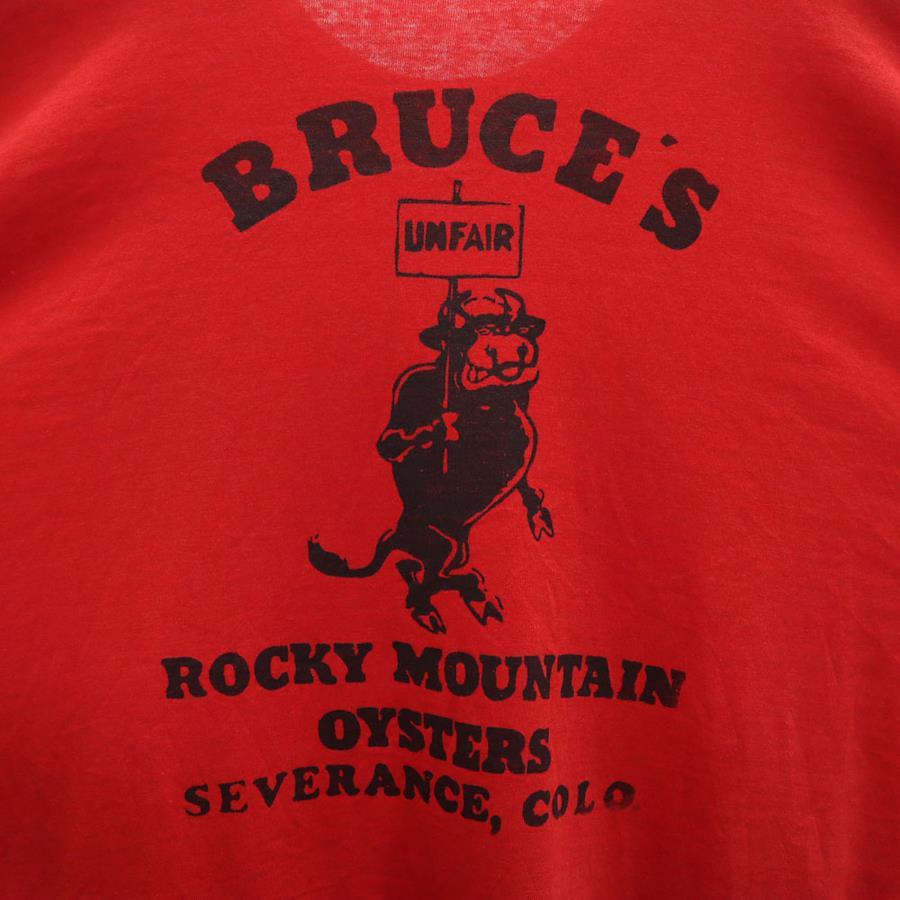 BRUCE'S
UNFAIR
ROCKY MOUNTAIN
OYSTERS
SEVERANCE, COLO